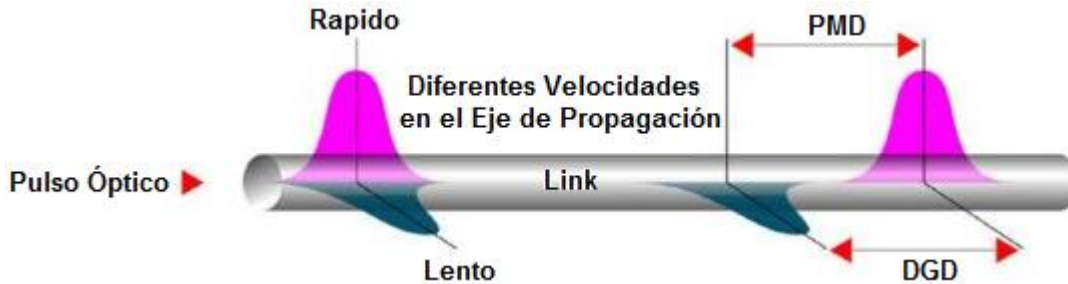 Rapido
PMD
Diferentes Velocidades
en el Eje de Propagación
Pulso Óptico
Link
Lento
DGD